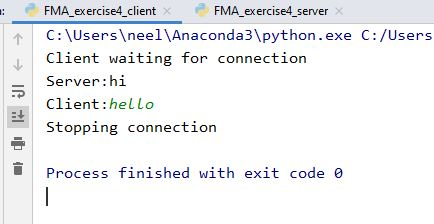 n: FMA_exercise4_client × FMA_exercise4_server ×
C:\Users\neel\Anaconda3\python.exe C:/Users
Client waiting for connection
Server:hi
Client:hello
Stopping connection
Process finished with exit code 0